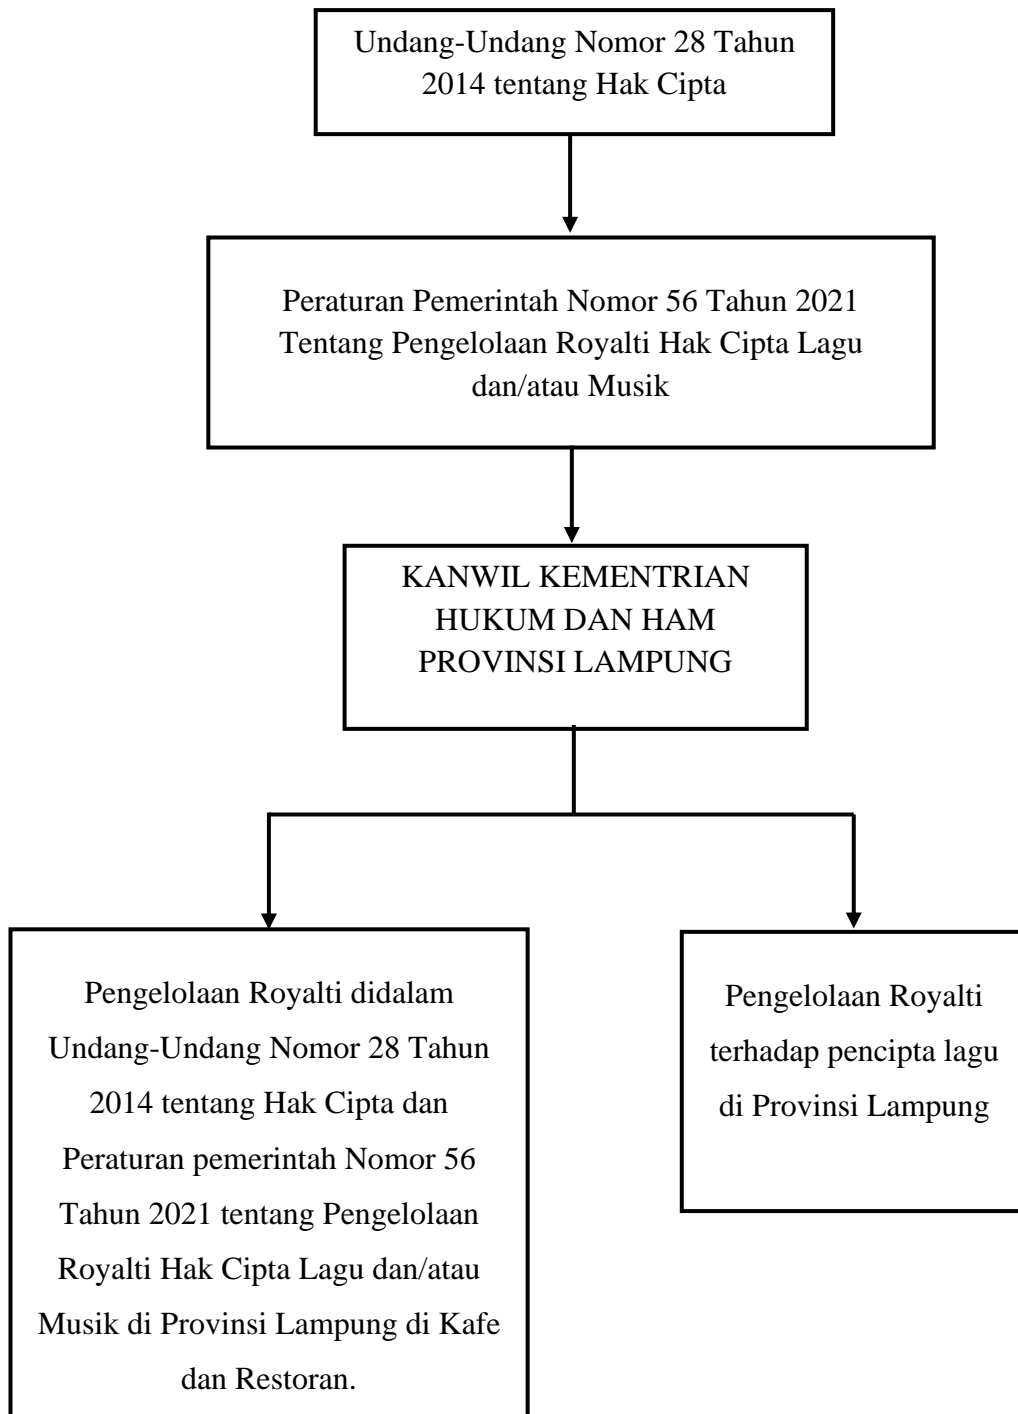 Undang-Undang Nomor 28 Tahun
2014 tentang Hak Cipta
Peraturan Pemerintah Nomor 56 Tahun 2021
Tentang Pengelolaan Royalti Hak Cipta Lagu
dan/atau Musik
KANWIL KEMENTRIAN
HUKUM DAN HAM
PROVINSI LAMPUNG
Pengelolaan Royalti didalam
Undang-Undang Nomor 28 Tahun
2014 tentang Hak Cipta dan
Peraturan pemerintah Nomor 56
Tahun 2021 tentang Pengelolaan
Royalti Hak Cipta Lagu dan/atau
Musik di Provinsi Lampung di Kafe
dan Restoran.
Pengelolaan Royalti
terhadap pencipta lagu
di Provinsi Lampung